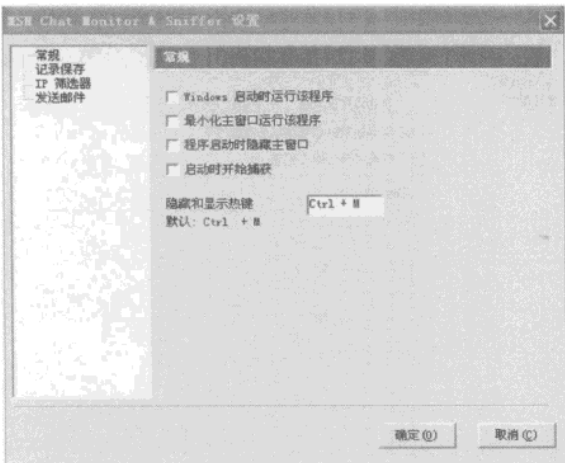 MSN Chat Monitor & Sniffer 设置
常规
记录保存
IP 筛选器
发送邮件
常规
Windows 启动时运行该程序
最小化主窗口运行该程序
程序启动时隐藏主窗口
启动时开始捕获
隐藏和显示热键
Ctrl + M
默认: Ctrl + M
确定(O)
取消(C)